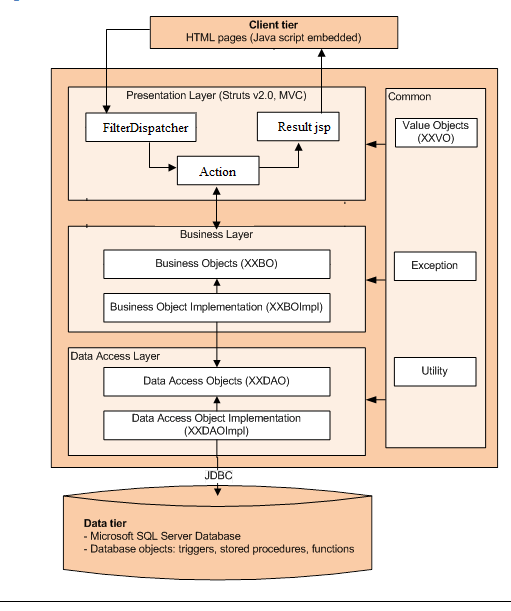 Client tier
HTML pages (Java script embedded)
Presentation Layer (Struts v2.0, MVC)
FilterDispatcher
Result jsp
Action
Common
Value Objects
(XXVO)
Business Layer
Business Objects (XXBO)
Business Object Implementation (XXBOImpl)
Exception
Data Access Layer
Data Access Objects (XXDAO)
Data Access Object Implementation
(XXDAOImpl)
Utility
JDBC
Data tier
- Microsoft SQL Server Database
- Database objects: triggers, stored procedures, functions